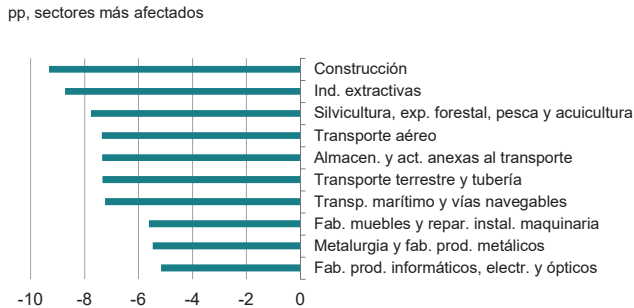 pp, sectores más afectados
Construcción
Ind. extractivas
Silvicultura, exp. forestal, pesca y acuicultura
Transporte aéreo
Almacen. y act. anexas al transporte
Transporte terrestre y tubería
Transp. marítimo y vías navegables
Fab. muebles y repar. instal. maquinaria
Metalurgia y fab. prod. metálicos
Fab. prod. informáticos, electr. y ópticos
-10 -8 -6 -4 -2 0